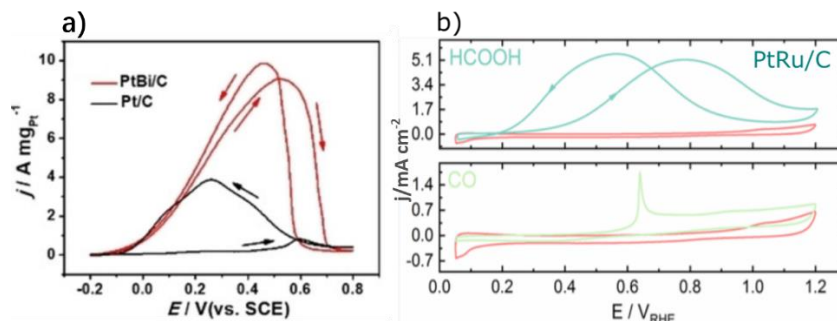 a)
PtBi/C
Pt/C
10
8
6
4
2
0
j / A mg_Pt^-1
-0.2 0.0 0.2 0.4 0.6 0.8
E / V(vs. SCE)
b)
HCOOH
PtRu/C
5.1
3.4
1.7
0.0
CO
1.4
0.7
0.0
-0.7
j/mA cm^-2
0.0 0.2 0.4 0.6 0.8 1.0 1.2
E / V_RHE